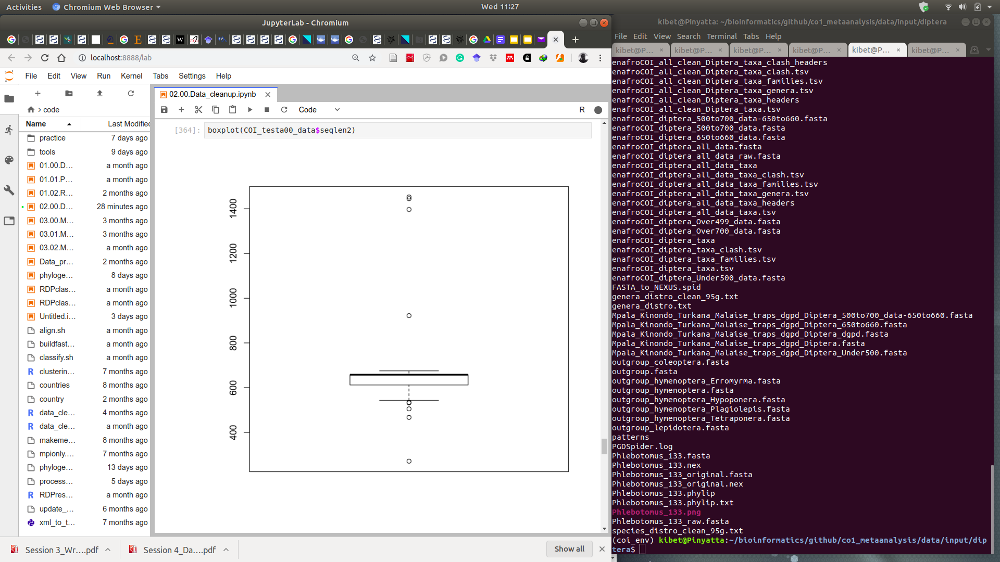 Activities
Chromium Web Browser
Wed 11:27
JupyterLab - Chromium
localhost:8888/lab
File Edit View Run Kernel Tabs Settings Help
> code
Name Last Modified
practice 7 days ago
tools 9 days ago
01.00.D... a month ago
01.01.P... a month ago
01.02.R... 2 months ago
02.00.D... 28 minutes ago
03.00.M... 3 months ago
03.01.M... 3 months ago
03.02.M... a month ago
Data_pr... 2 months ago
phyloge... 8 days ago
RDPclas... a month ago
RDPclas... a month ago
Untitled.i... 3 days ago
align.sh a month ago
buildfast... a month ago
classify.sh a month ago
clusterin... 7 months ago
countries 8 months ago
country 2 months ago
data_cle... 4 months ago
data_cle... a month ago
makeme... 8 months ago
mpionly.... 7 months ago
phyloge... 13 days ago
process... 5 days ago
RDPres... a month ago
update_... 6 months ago
xml_to_t... 7 months ago
02.00.Data_cleanup.ipynb
Code
R
[364]: boxplot(COI_testa00_data$seqlen2)
1400
1200
1000
800
600
400
Session 3_Wr....pdf
Session 4_Da....pdf
Show all
kibet@Pinyatta: ~/bioinformatics/github/co1_metaanalysis/data/input/diptera
File Edit View Search Terminal Tabs Help
kibet@P... kibet@P... kibet@P... kibet@P... kibet@P... kibet@P...
enafroCOI_all_clean_Diptera_taxa_clash_headers
enafroCOI_all_clean_Diptera_taxa_clash.tsv
enafroCOI_all_clean_Diptera_taxa_families.tsv
enafroCOI_all_clean_Diptera_taxa_genera.tsv
enafroCOI_all_clean_Diptera_taxa_headers
enafroCOI_all_clean_Diptera_taxa.tsv
enafroCOI_diptera_500to700_data-650to660.fasta
enafroCOI_diptera_500to700_data.fasta
enafroCOI_diptera_650to660_data.fasta
enafroCOI_diptera_all_data.fasta
enafroCOI_diptera_all_data_raw.fasta
enafroCOI_diptera_all_data_taxa
enafroCOI_diptera_all_data_taxa_clash.tsv
enafroCOI_diptera_all_data_taxa_families.tsv
enafroCOI_diptera_all_data_taxa_genera.tsv
enafroCOI_diptera_all_data_taxa_headers
enafroCOI_diptera_all_data_taxa.tsv
enafroCOI_diptera_Over499_data.fasta
enafroCOI_diptera_Over700_data.fasta
enafroCOI_diptera_taxa
enafroCOI_diptera_taxa_clash.tsv
enafroCOI_diptera_taxa_families.tsv
enafroCOI_diptera_taxa.tsv
enafroCOI_diptera_Under500_data.fasta
FASTA_to_NEXUS.spid
genera_distro_clean_95g.txt
genera_distro.txt
Mpala_Kinondo_Turkana_Malaise_traps_dgpd_Diptera_500to700_data-650to660.fasta
Mpala_Kinondo_Turkana_Malaise_traps_dgpd_Diptera_650to660.fasta
Mpala_Kinondo_Turkana_Malaise_traps_dgpd_Diptera_dgpd.fasta
Mpala_Kinondo_Turkana_Malaise_traps_dgpd_Diptera.fasta
Mpala_Kinondo_Turkana_Malaise_traps_dgpd_Diptera_Under500.fasta
outgroup_coleoptera.fasta
outgroup.fasta
outgroup_hymenoptera_Erromyrma.fasta
outgroup_hymenoptera.fasta
outgroup_hymenoptera_Hypoponera.fasta
outgroup_hymenoptera_Plagiolepis.fasta
outgroup_hymenoptera_Tetraponera.fasta
outgroup_lepidotera.fasta
patterns
PGDSpider.log
Phlebotomus_133.fasta
Phlebotomus_133.nex
Phlebotomus_133_original.fasta
Phlebotomus_133_original.nex
Phlebotomus_133.phylip
Phlebotomus_133.phylip.txt
Phlebotomus_133.png
Phlebotomus_133_raw.fasta
species_distro_clean_95g.txt
(coi_env) kibet@Pinyatta:~/bioinformatics/github/co1_metaanalysis/data/input/dip
tera$